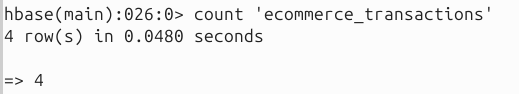 hbase(main):026:0> count 'ecommerce_transactions'
4 row(s) in 0.0480 seconds
=> 4